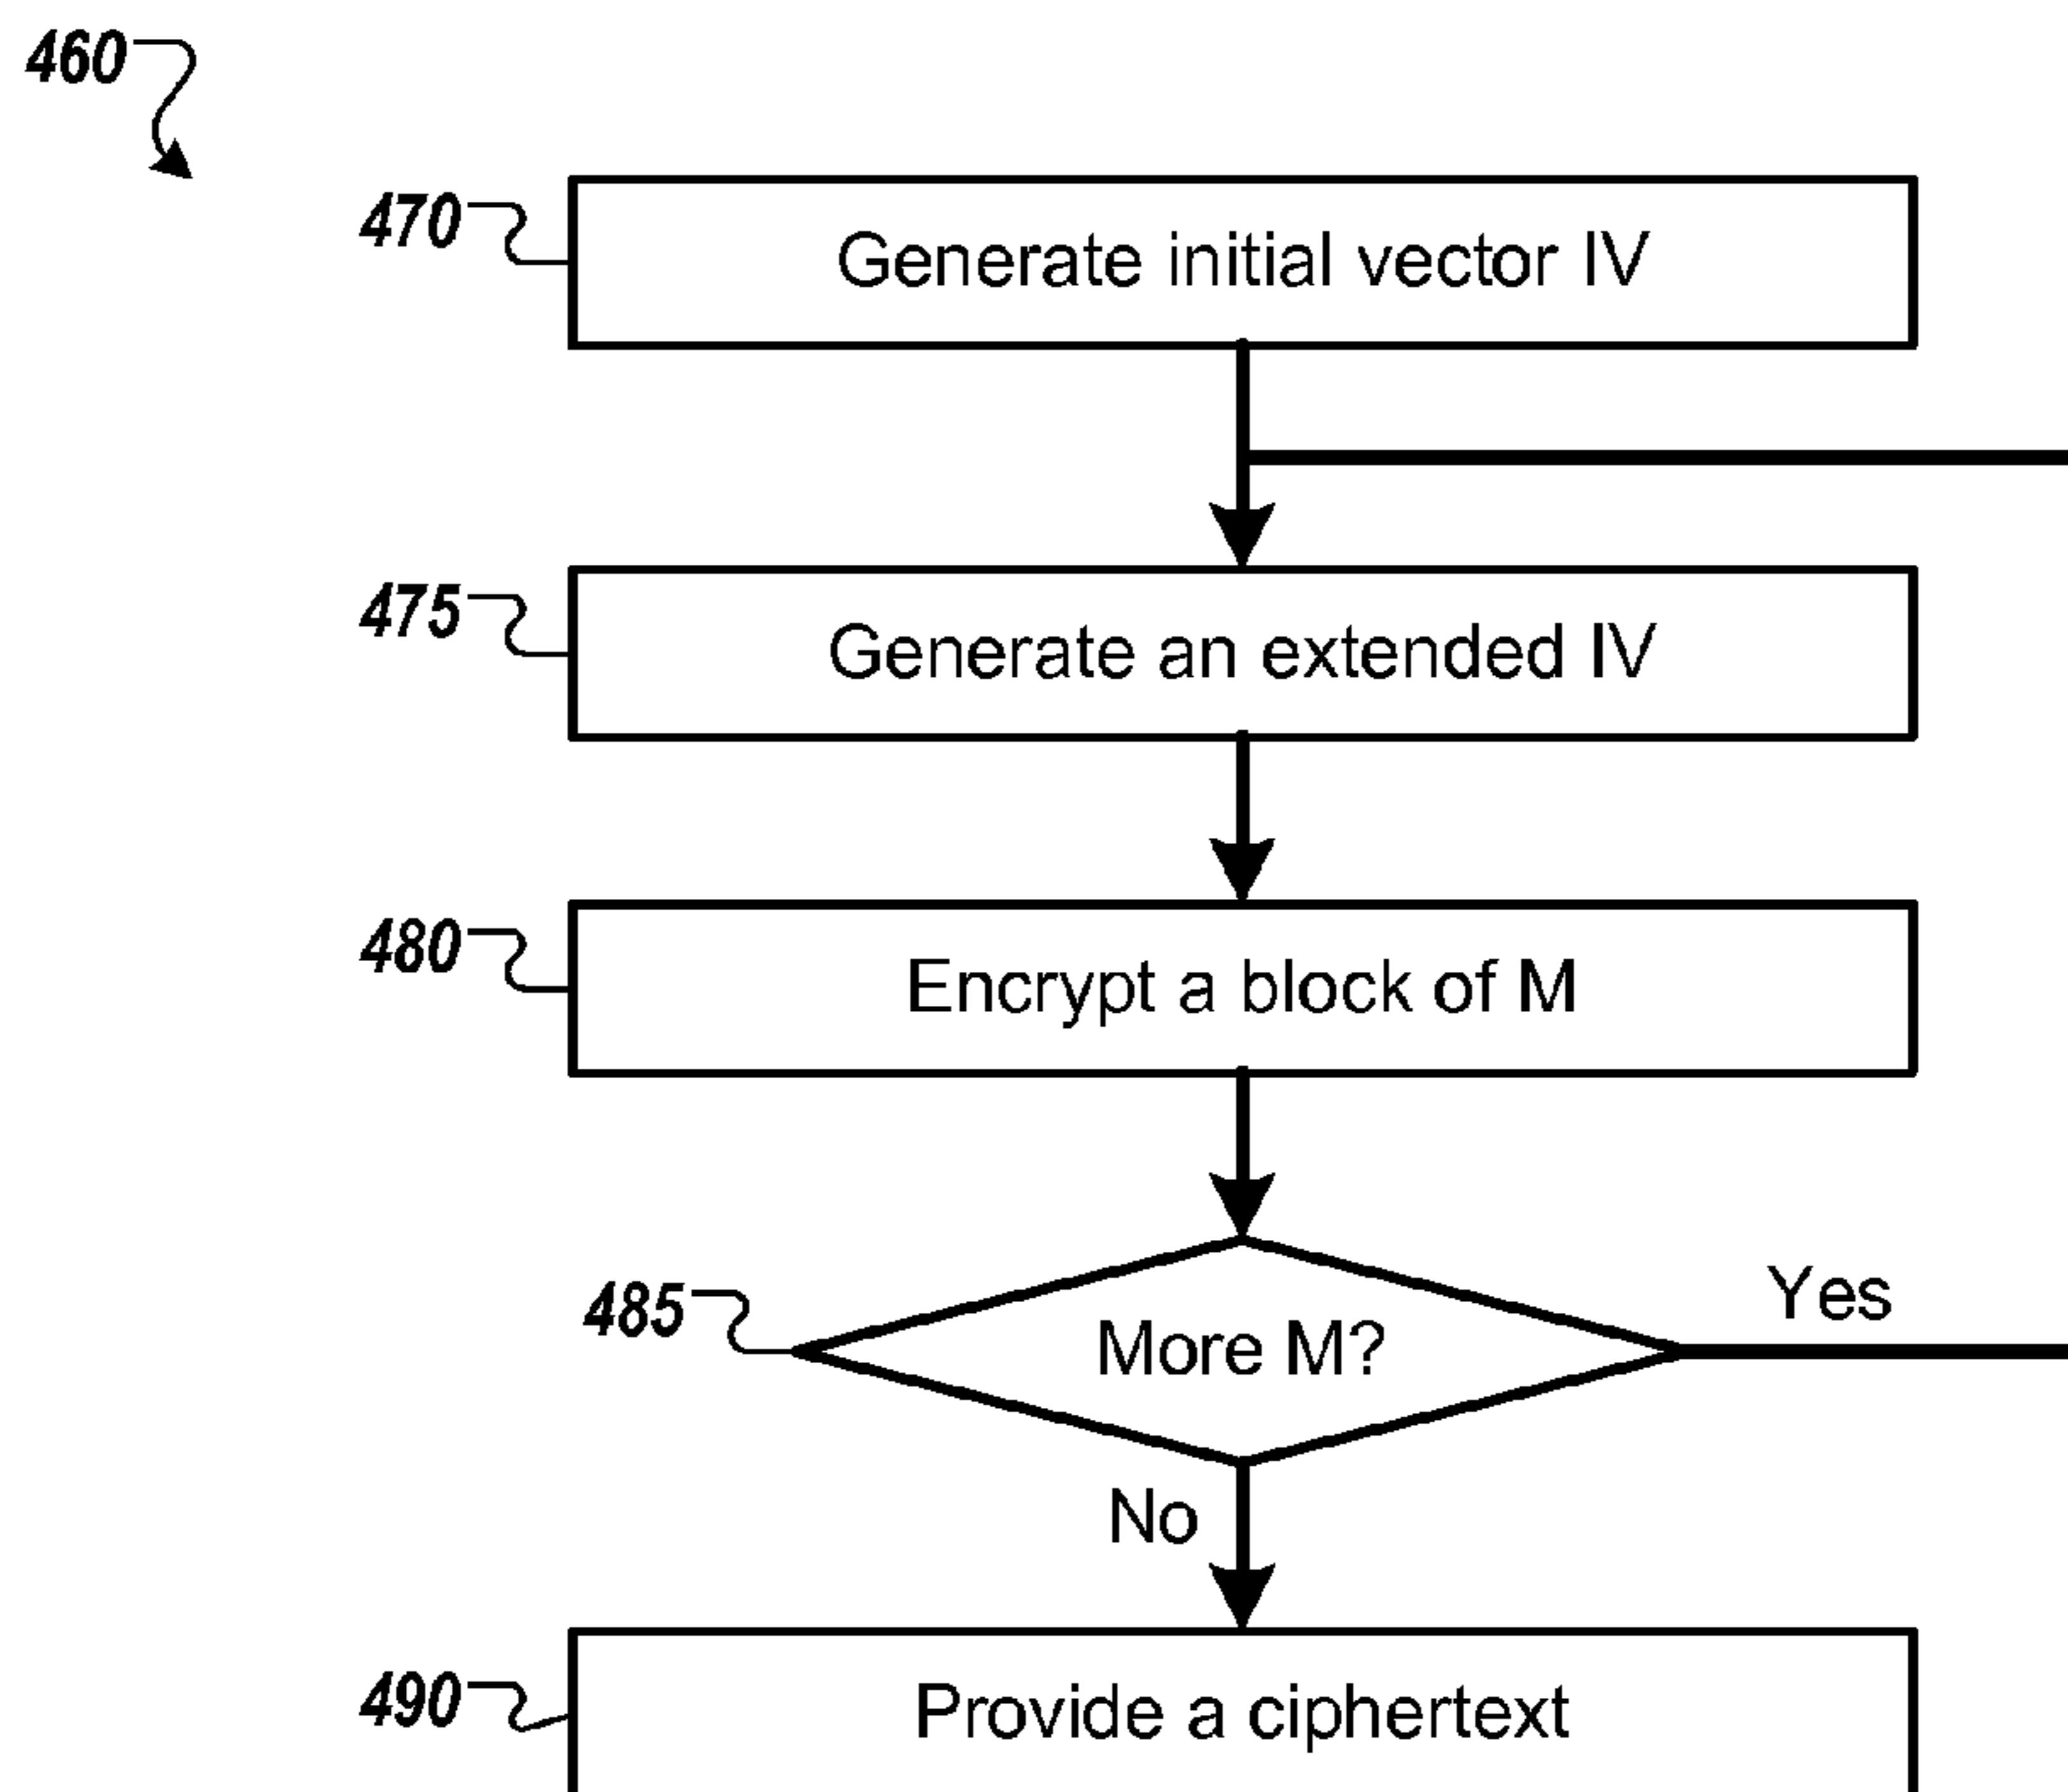 460
470
Generate initial vector IV
475
Generate an extended IV
480
Encrypt a block of M
485
More M?
Yes
No
490
Provide a ciphertext